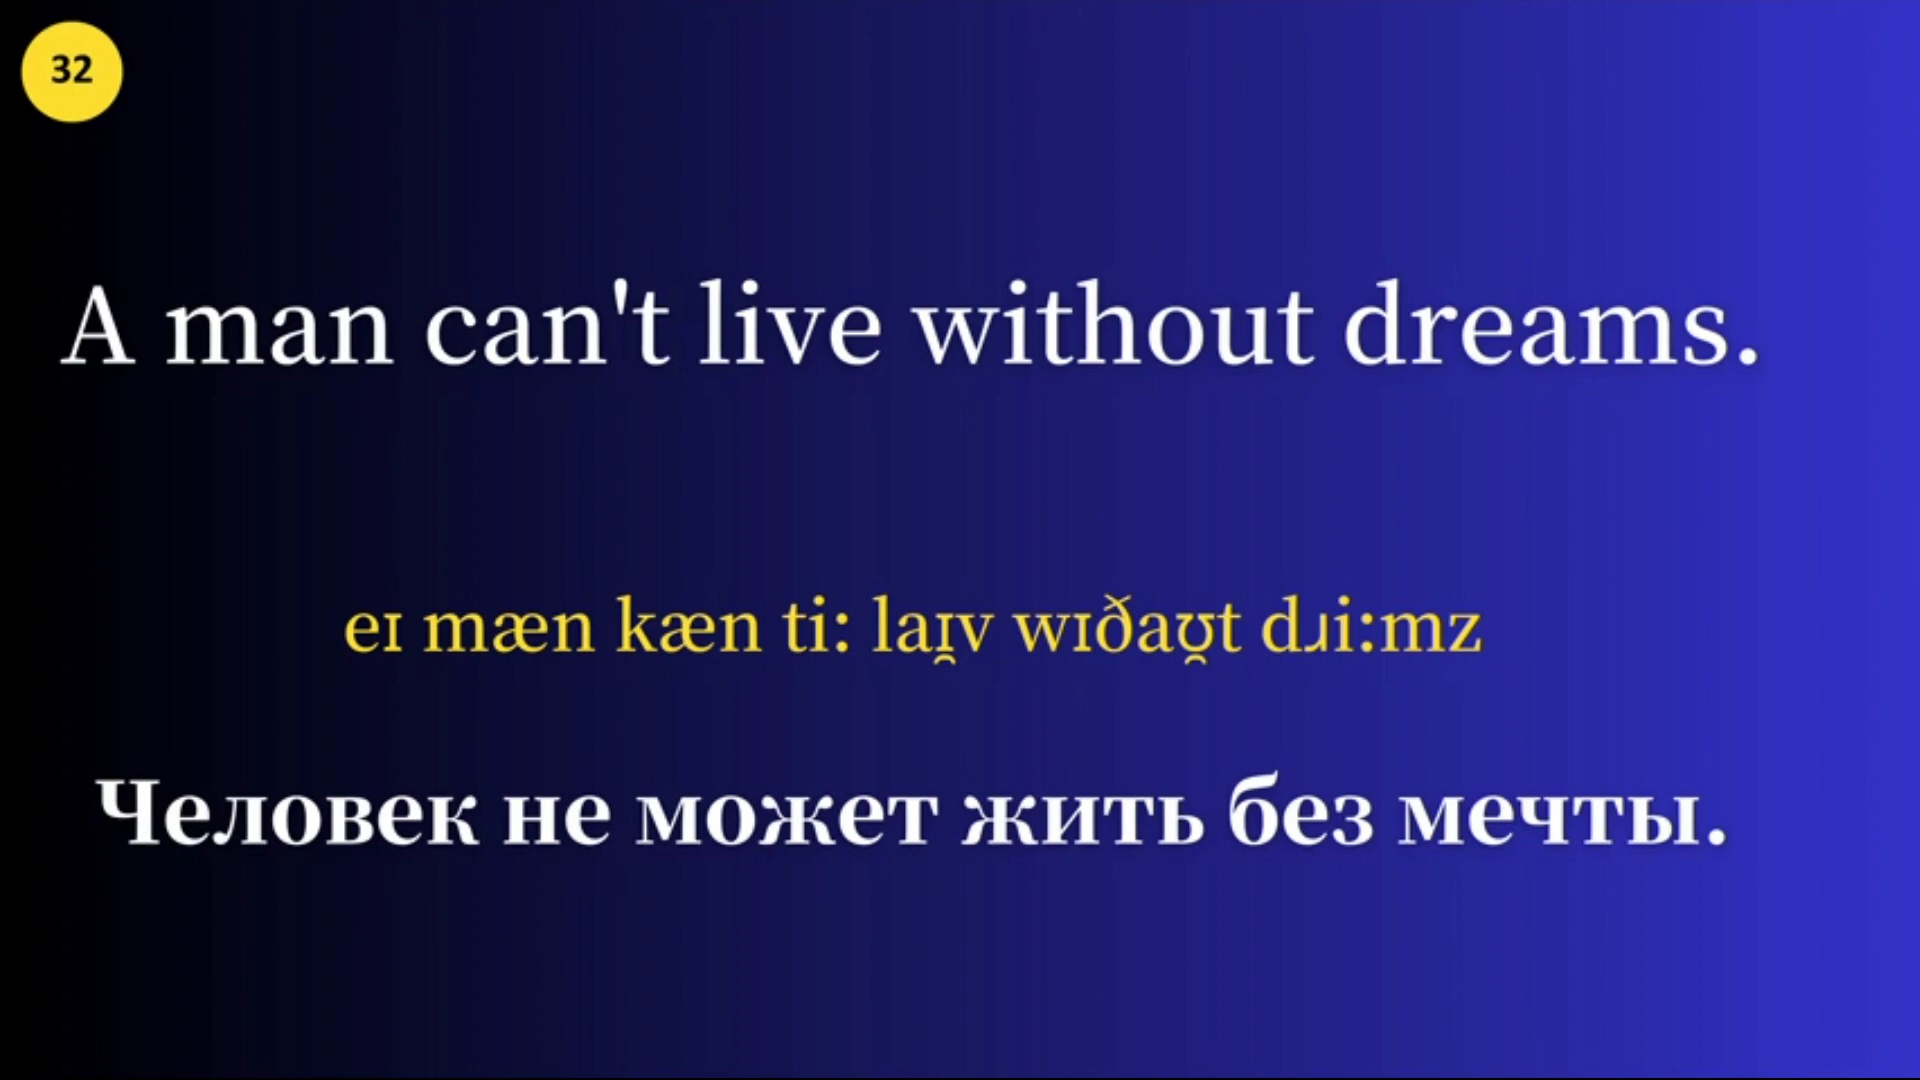 32
A man can't live without dreams.
eɪ mæn kæn ti: laɪ̯v wɪðaʊ̯t dɹi:mz
Человек не может жить без мечты.